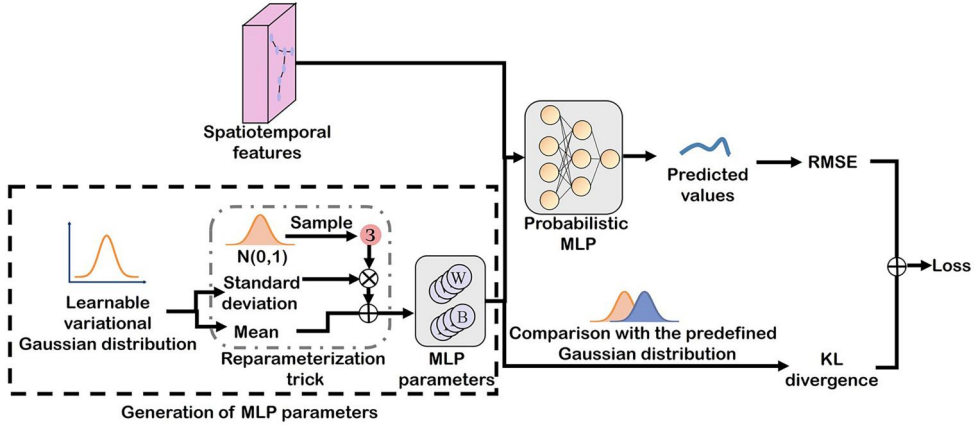 Spatiotemporal
features
Probabilistic
MLP
Predicted
values
RMSE
Loss
Sample
3
N(0,1)
Standard
deviation
Mean
Learnable
variational
Gaussian distribution
Reparameterization
trick
W
B
MLP
parameters
Generation of MLP parameters
Comparison with the predefined
Gaussian distribution
KL
divergence